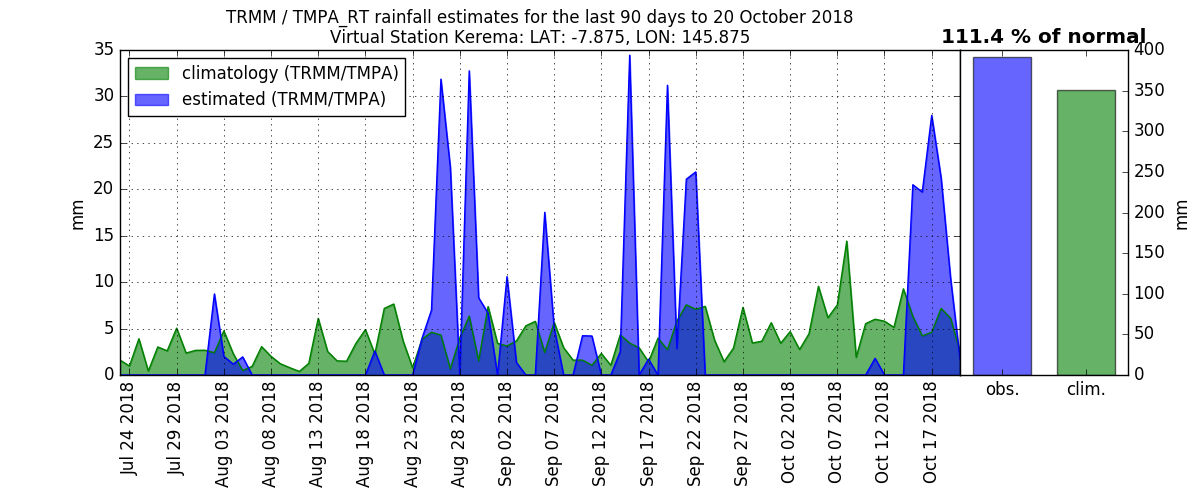 TRMM / TMPA_RT rainfall estimates for the last 90 days to 20 October 2018
Virtual Station Kerema: LAT: -7.875, LON: 145.875
111.4 % of normal
climatology (TRMM/TMPA)
estimated (TRMM/TMPA)
35
30
25
20
15
10
5
0
mm
Jul 24 2018
Jul 29 2018
Aug 03 2018
Aug 08 2018
Aug 13 2018
Aug 18 2018
Aug 23 2018
Aug 28 2018
Sep 02 2018
Sep 07 2018
Sep 12 2018
Sep 17 2018
Sep 22 2018
Sep 27 2018
Oct 02 2018
Oct 07 2018
Oct 12 2018
Oct 17 2018
obs.
clim.
400
350
300
250
200
150
100
50
0
mm